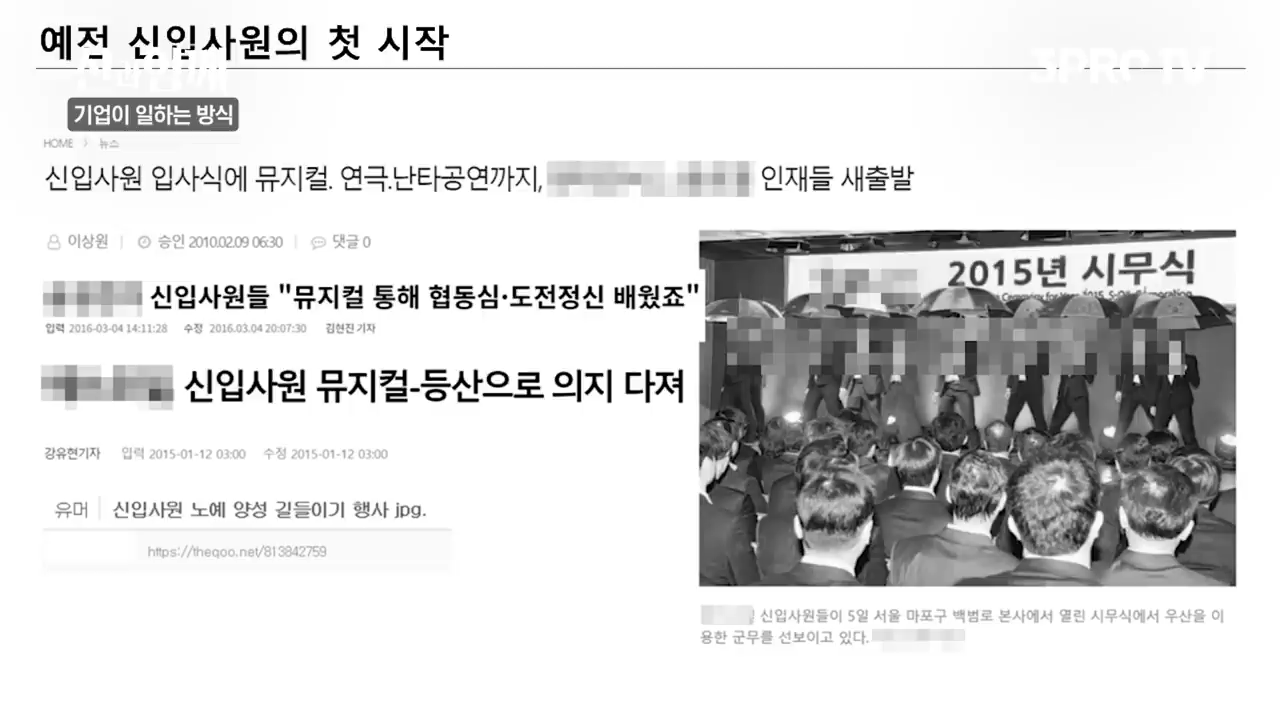 예전 신입사원의 첫 시작
3PRO TV
기업이 일하는 방식
HOME > 뉴스
신입사원 입사식에 뮤지컬. 연극.난타공연까지, 인재들 새출발
이상원 | 승인 2010.02.09 06:30 | 댓글 0
신입사원들 "뮤지컬 통해 협동심·도전정신 배웠죠"
입력 2016-03-04 14:11:28 수정 2016.03.04 20:07:30 김현진 기자
신입사원 뮤지컬-등산으로 의지 다져
강유현기자 입력 2015-01-12 03:00 수정 2015-01-12 03:00
유머 | 신입사원 노예 양성 길들이기 행사 jpg.
https://theqoo.net/813842759
2015년 시무식
신입사원들이 5일 서울 마포구 백범로 본사에서 열린 시무식에서 우산을 이
용한 군무를 선보이고 있다.